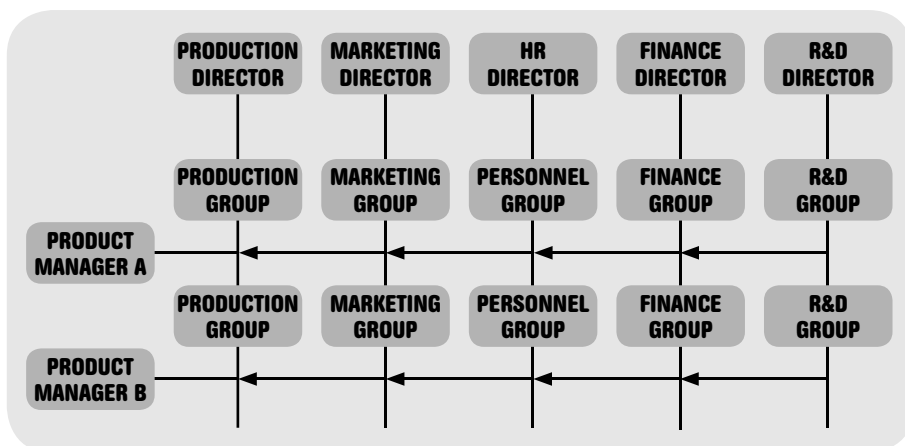 PRODUCTION
DIRECTOR
MARKETING
DIRECTOR
HR
DIRECTOR
FINANCE
DIRECTOR
R&D
DIRECTOR
PRODUCTION
GROUP
MARKETING
GROUP
PERSONNEL
GROUP
FINANCE
GROUP
R&D
GROUP
PRODUCT
MANAGER A
PRODUCTION
GROUP
MARKETING
GROUP
PERSONNEL
GROUP
FINANCE
GROUP
R&D
GROUP
PRODUCT
MANAGER B